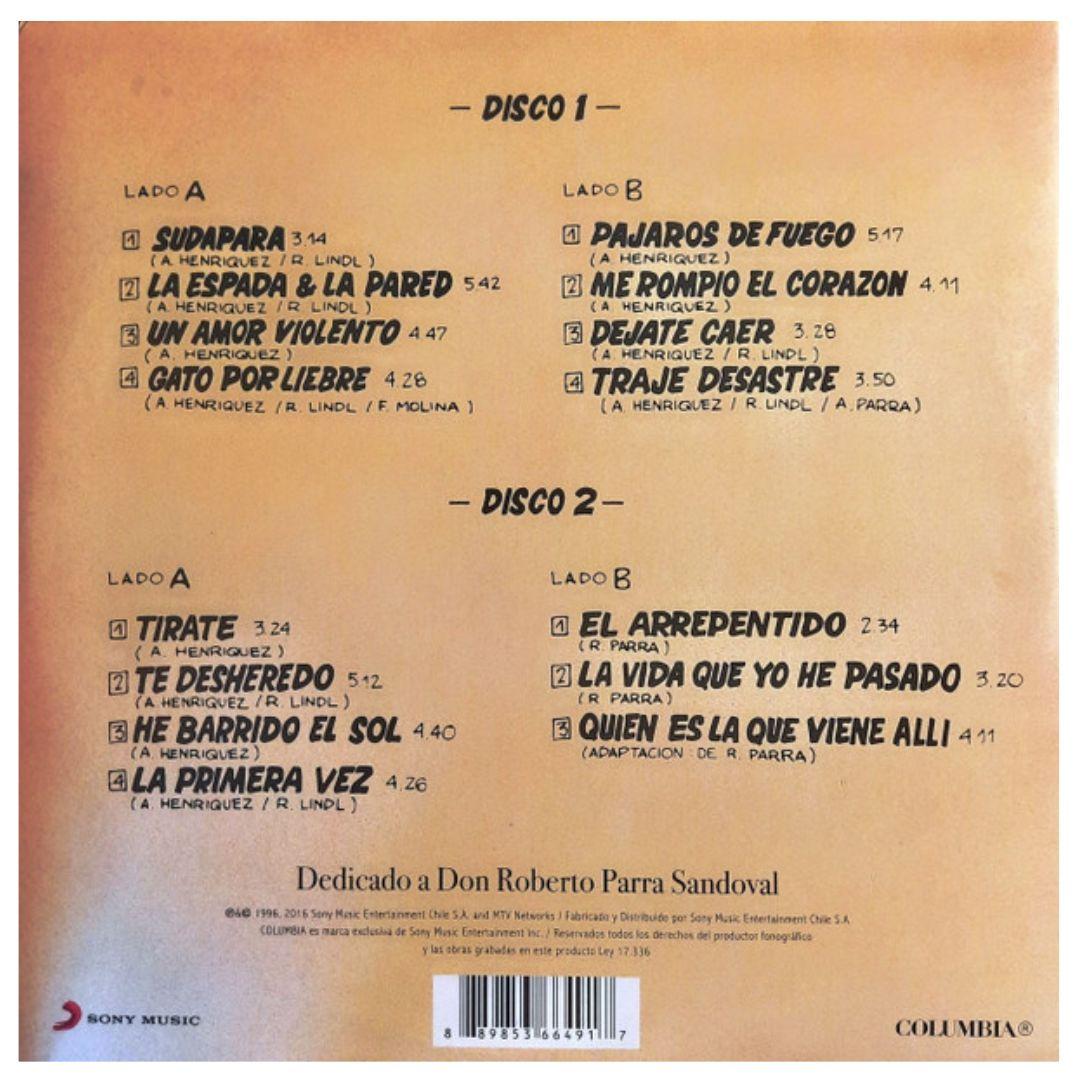 – DISCO 1 –
LADO A
1 SUDAPARA 3.14
(A. HENRIQUEZ / R. LINDL)
2 LA ESPADA & LA PARED 5.42
(A. HENRIQUEZ / R. LINDL)
3 UN AMOR VIOLENTO 4.47
(A. HENRIQUEZ)
4 GATO POR LIEBRE 4.28
(A. HENRIQUEZ / R. LINDL / F. MOLINA)
LADO B
1 PAJAROS DE FUEGO 5.17
(A. HENRIQUEZ)
2 ME ROMPIO EL CORAZON 4.11
(A. HENRIQUEZ)
3 DEJATE CAER 3.28
(A. HENRIQUEZ / R. LINDL)
4 TRAJE DESASTRE 3.50
(A. HENRIQUEZ / R. LINDL / A. PARRA)
– DISCO 2 –
LADO A
1 TIRATE 3.24
(A. HENRIQUEZ)
2 TE DESHEREDO 5.12
(A. HENRIQUEZ / R. LINDL)
3 HE BARRIDO EL SOL 4.40
(A. HENRIQUEZ)
4 LA PRIMERA VEZ 4.26
(A. HENRIQUEZ / R. LINDL)
LADO B
1 EL ARREPENTIDO 2.34
(R. PARRA)
2 LA VIDA QUE YO HE PASADO 3.20
(R. PARRA)
3 QUIEN ES LA QUE VIENE ALLI 4.11
(ADAPTACION DE R. PARRA)
Dedicado a Don Roberto Parra Sandoval
℗&© 1996, 2016 Sony Music Entertainment Chile S.A. and MTV Networks / Fabricado y Distribuido por Sony Music Entertainment Chile S.A.
COLUMBIA es marca exclusiva de Sony Music Entertainment Inc. / Reservados todos los derechos del productor fonográfico
y las obras grabadas en este producto Ley 17.336
8 89853 66491 7
SONY MUSIC
COLUMBIA®